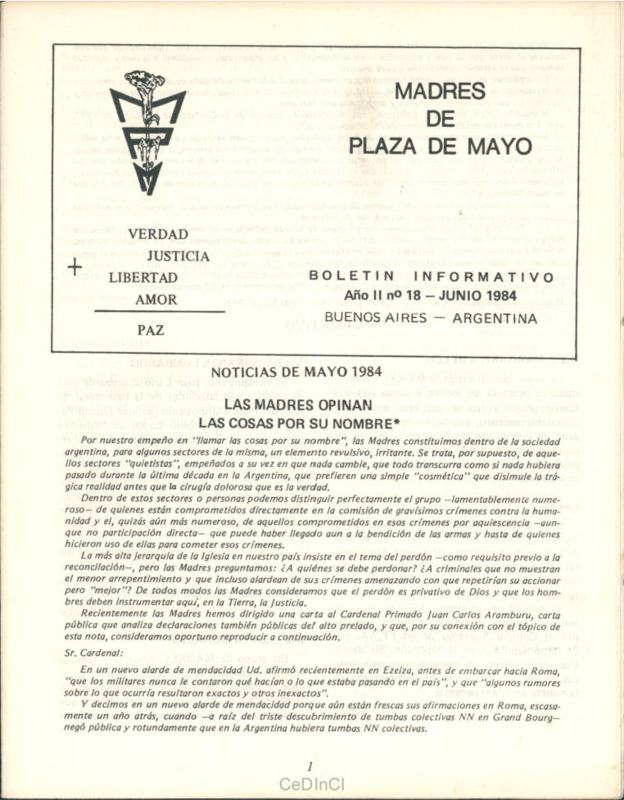 MADRES
DE
PLAZA DE MAYO
VERDAD
JUSTICIA
+ LIBERTAD
AMOR
PAZ
BOLETIN INFORMATIVO
Año II nº 18 — JUNIO 1984
BUENOS AIRES — ARGENTINA
NOTICIAS DE MAYO 1984
LAS MADRES OPINAN
LAS COSAS POR SU NOMBRE*
Por nuestro empeño en "llamar las cosas por su nombre", las Madres constituimos dentro de la sociedad
argentina, para algunos sectores de la misma, un elemento revulsivo, irritante. Se trata, por supuesto, de aque-
llos sectores "quietistas", empeñados a su vez en que nada cambie, que todo transcurra como si nada hubiera
pasado durante la última década en la Argentina, que prefieren una simple "cosmética" que disimule la trá-
gica realidad antes que la cirugía dolorosa que es la verdad.
Dentro de estos sectores o personas podemos distinguir perfectamente el grupo —lamentablemente nume-
roso— de quienes están comprometidos directamente en la comisión de gravísimos crímenes contra la huma-
nidad y el, quizás aún más numeroso, de aquellos comprometidos en esos crímenes por aquiescencia —aun-
que no participación directa— que puede haber llegado aun a la bendición de las armas y hasta de quienes
hicieron uso de ellas para cometer esos crímenes.
La más alta jerarquía de la Iglesia en nuestro país insiste en el tema del perdón —como requisito previo a la
reconciliación—, pero las Madres preguntamos: ¿A quiénes se debe perdonar? ¿A criminales que no muestran
el menor arrepentimiento y que incluso alardean de sus crímenes amenazando con que repetirían su accionar
pero "mejor"? De todos modos las Madres consideramos que el perdón es privativo de Dios y que los hom-
bres deben instrumentar aquí, en la Tierra, la Justicia.
Recientemente las Madres hemos dirigido una carta al Cardenal Primado Juan Carlos Aramburu, carta
pública que analiza declaraciones también públicas del alto prelado, y que, por su conexión con el tópico de
esta nota, consideramos oportuno reproducir a continuación.
Sr. Cardenal:
En un nuevo alarde de mendacidad Ud. afirmó recientemente en Ezeiza, antes de embarcar hacia Roma,
"que los militares nunca le contaron qué hacían o lo que estaba pasando en el país", y que "algunos rumores
sobre lo que ocurría resultaron exactos y otros inexactos".
Y decimos en un nuevo alarde de mendacidad porque aún están frescas sus afirmaciones en Roma, escasa-
mente un año atrás, cuando —a raíz del triste descubrimiento de tumbas colectivas NN en Grand Bourg—
negó pública y rotundamente que en la Argentina hubiera tumbas NN colectivas.
1
CeDInCI